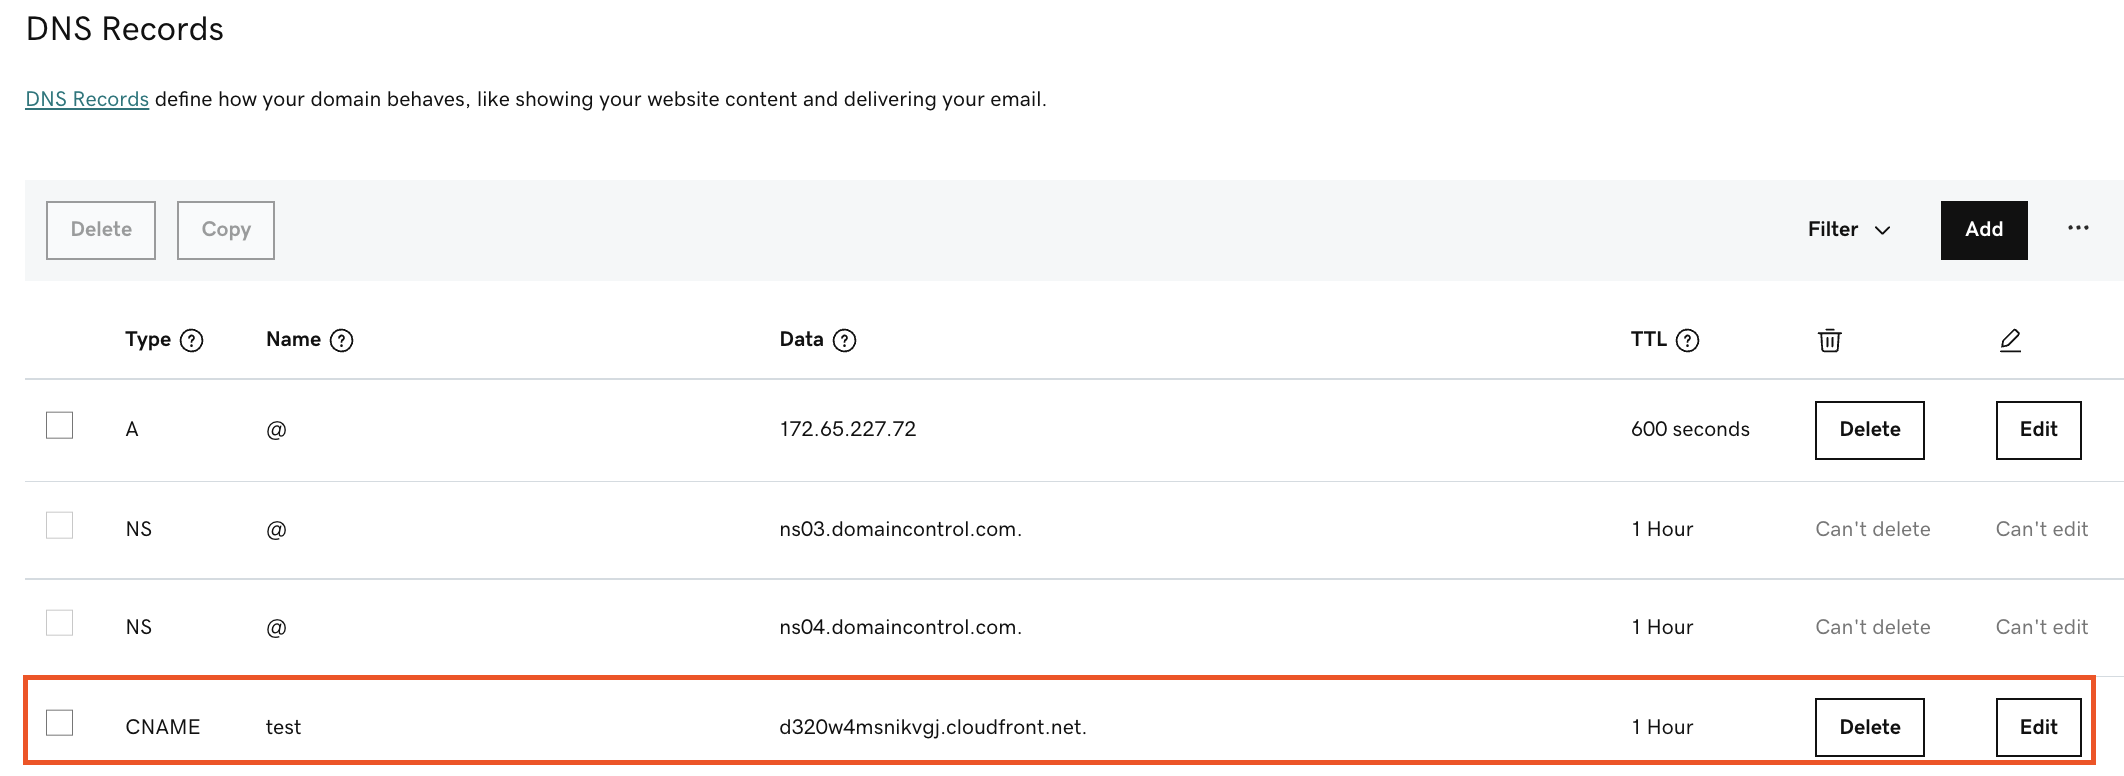 DNS Records
DNS Records define how your domain behaves, like showing your website content and delivering your email.
Delete Copy Filter Add ...
Type ? Name ? Data ? TTL ?
A @ 172.65.227.72 600 seconds Delete Edit
NS @ ns03.domaincontrol.com. 1 Hour Can't delete Can't edit
NS @ ns04.domaincontrol.com. 1 Hour Can't delete Can't edit
CNAME test d320w4msnikvgj.cloudfront.net. 1 Hour Delete Edit